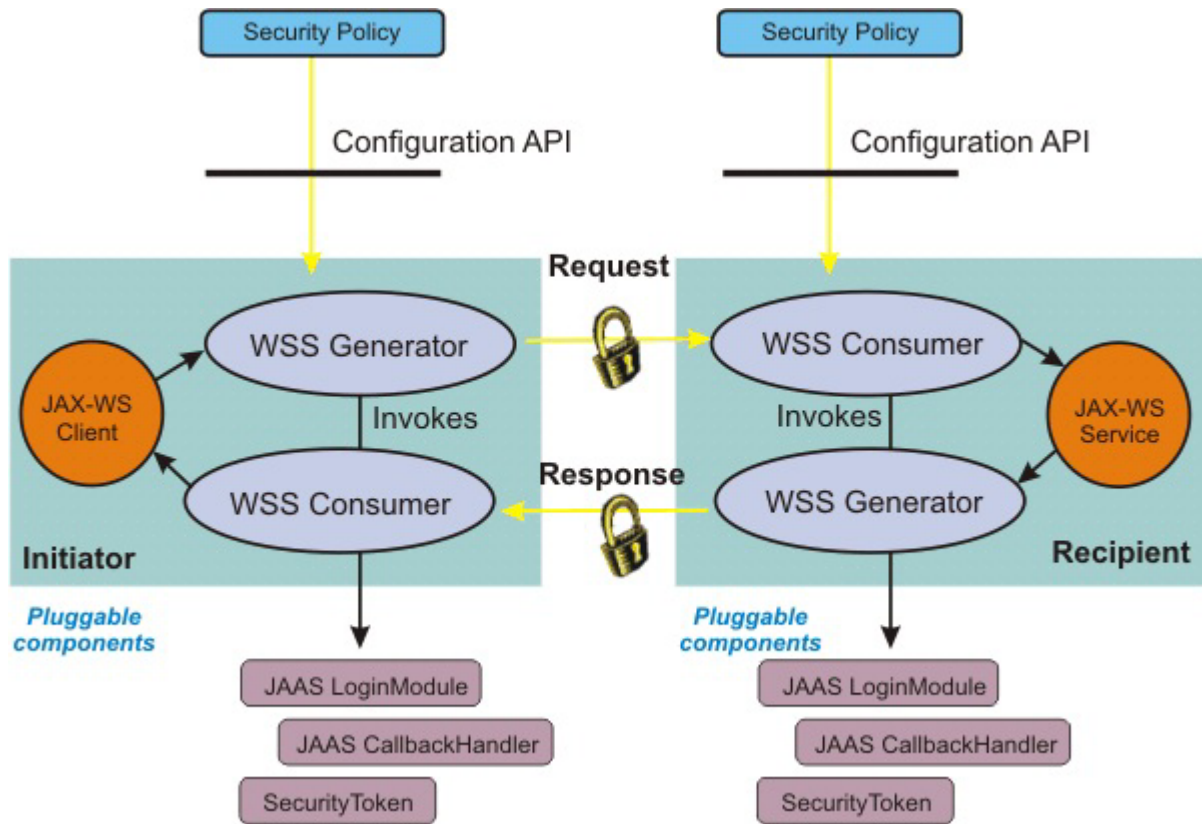 Security Policy
Security Policy
Configuration API
Configuration API
Request
WSS Generator
WSS Consumer
JAX-WS
Client
Invokes
Invokes
JAX-WS
Service
Response
WSS Consumer
WSS Generator
Initiator
Recipient
Pluggable
components
Pluggable
components
JAAS LoginModule
JAAS LoginModule
JAAS CallbackHandler
JAAS CallbackHandler
SecurityToken
SecurityToken